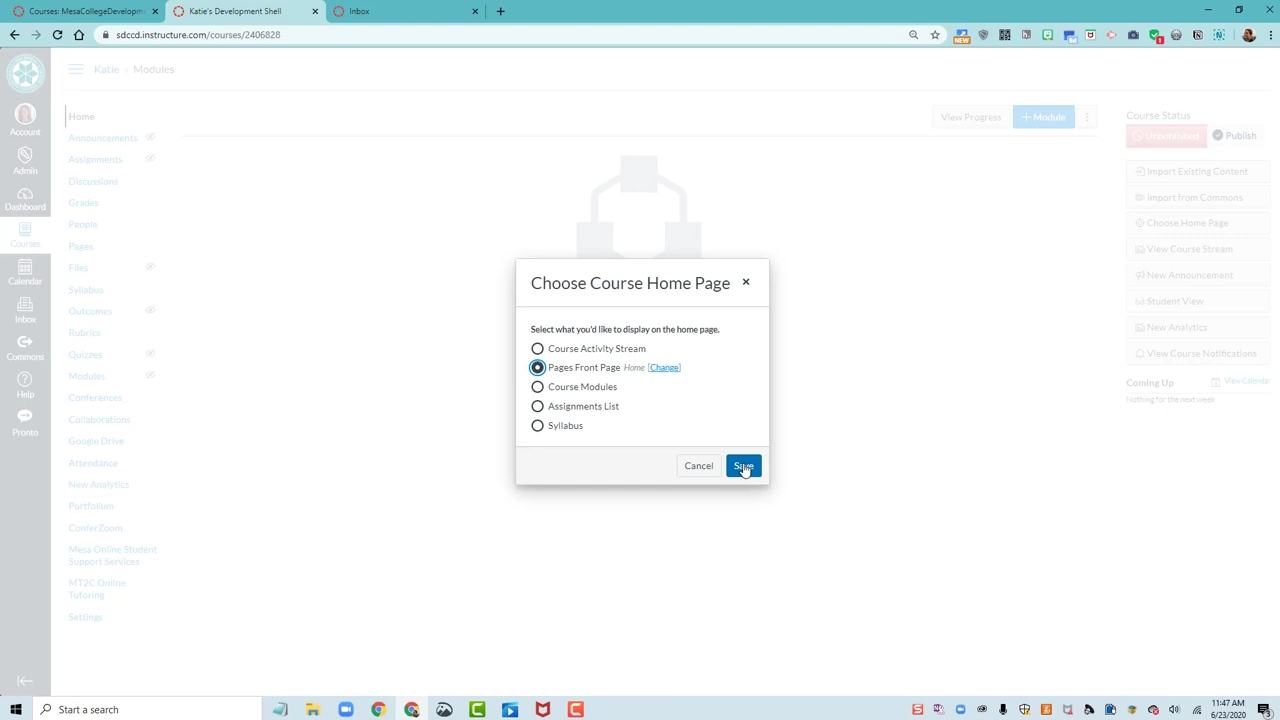 Courses MesaCollegeDevelopm
Katie's Development Shell
Inbox
sdccd.instructure.com/courses/2406828
Katie
Modules
Account
Admin
Dashboard
Courses
Calendar
Inbox
Commons
Help
Pronto
Home
Announcements
Assignments
Discussions
Grades
People
Pages
Files
Syllabus
Outcomes
Rubrics
Quizzes
Modules
Conferences
Collaborations
Google Drive
Attendance
New Analytics
Portfolium
ConferZoom
Mesa Online Student
Support Services
MT2C Online
Tutoring
Settings
View Progress
+ Module
Choose Course Home Page
Select what you'd like to display on the home page.
Course Activity Stream
Pages Front Page Home [Change]
Course Modules
Assignments List
Syllabus
Cancel
Save
Course Status
Unpublished
Publish
Import Existing Content
Import from Commons
Choose Home Page
View Course Stream
New Announcement
Student View
New Analytics
View Course Notifications
Coming Up
View Calendar
Nothing for the next week
Start a search
11:47 AM
6/23/2020